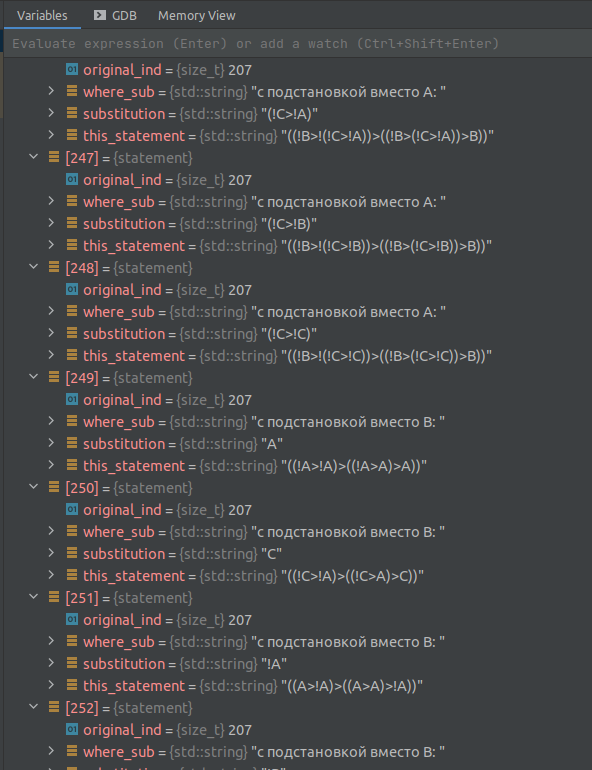 Variables GDB Memory View
Evaluate expression (Enter) or add a watch (Ctrl+Shift+Enter)
original_ind = {size_t} 207
where_sub = {std::string} "с подстановкой вместо A: "
substitution = {std::string} "(!C>!A)"
this_statement = {std::string} "((!B>!(!C>!A))>((!B>(!C>!A))>B))"
[247] = {statement}
original_ind = {size_t} 207
where_sub = {std::string} "с подстановкой вместо A: "
substitution = {std::string} "(!C>!B)"
this_statement = {std::string} "((!B>!(!C>!B))>((!B>(!C>!B))>B))"
[248] = {statement}
original_ind = {size_t} 207
where_sub = {std::string} "с подстановкой вместо A: "
substitution = {std::string} "(!C>!C)"
this_statement = {std::string} "((!B>!(!C>!C))>((!B>(!C>!C))>B))"
[249] = {statement}
original_ind = {size_t} 207
where_sub = {std::string} "с подстановкой вместо B: "
substitution = {std::string} "A"
this_statement = {std::string} "((!A>!A)>((!A>A)>A))"
[250] = {statement}
original_ind = {size_t} 207
where_sub = {std::string} "с подстановкой вместо B: "
substitution = {std::string} "C"
this_statement = {std::string} "((!C>!A)>((!C>A)>C))"
[251] = {statement}
original_ind = {size_t} 207
where_sub = {std::string} "с подстановкой вместо B: "
substitution = {std::string} "!A"
this_statement = {std::string} "((A>!A)>((A>A)>!A))"
[252] = {statement}
original_ind = {size_t} 207
where_sub = {std::string} "с подстановкой вместо B: "